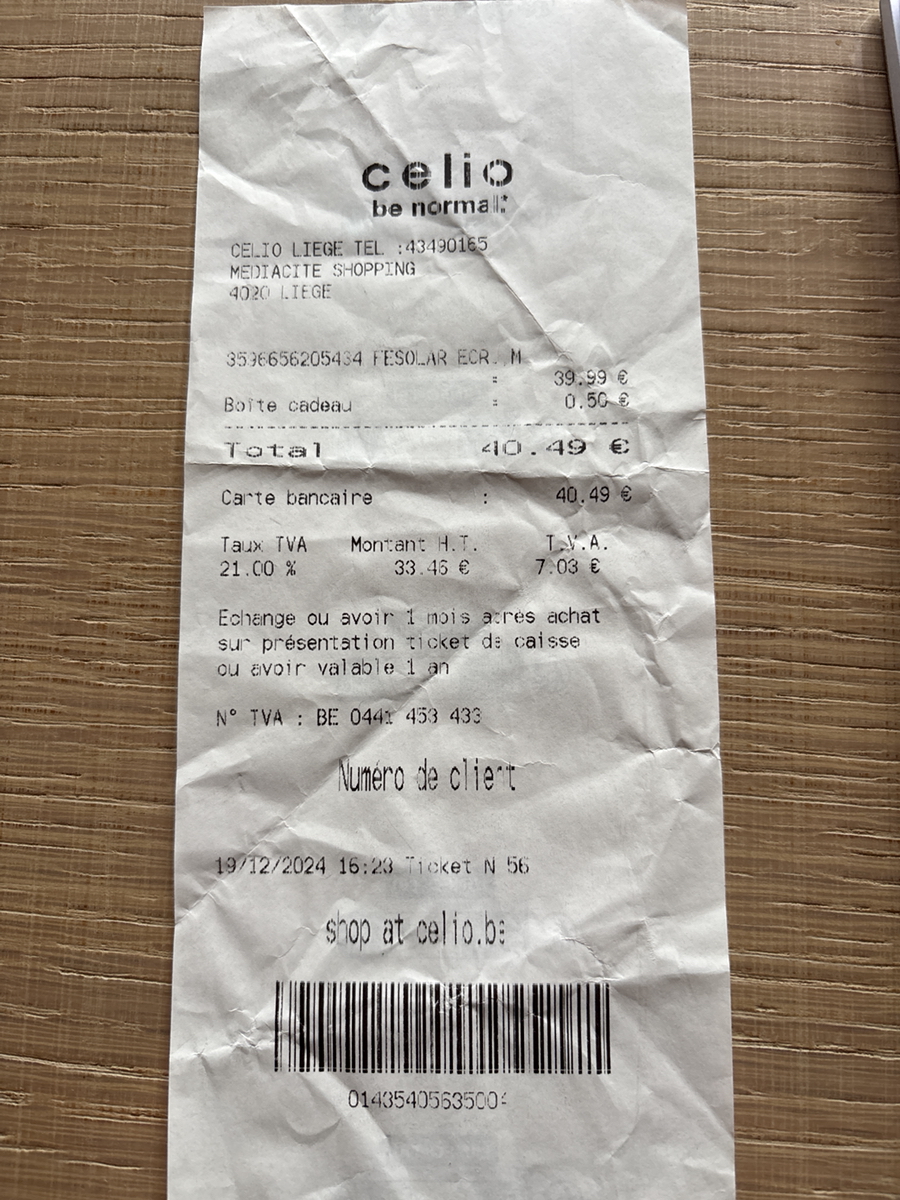 celio
be normal*
CELIO LIEGE TEL :43490165
MEDIACITE SHOPPING
4020 LIEGE
3596656205434 FESOLAR ECR. M
: 39.99 €
Boîte cadeau : 0.50 €
Total 40.49 €
Carte bancaire : 40.49 €
Taux TVA Montant H.T. T.V.A.
21.00 % 33.46 € 7.03 €
Echange ou avoir 1 mois après achat
sur présentation ticket de caisse
ou avoir valable 1 an
N° TVA : BE 0441 453 433
Numéro de client
19/12/2024 16:23 Ticket N 56
shop at celio.be